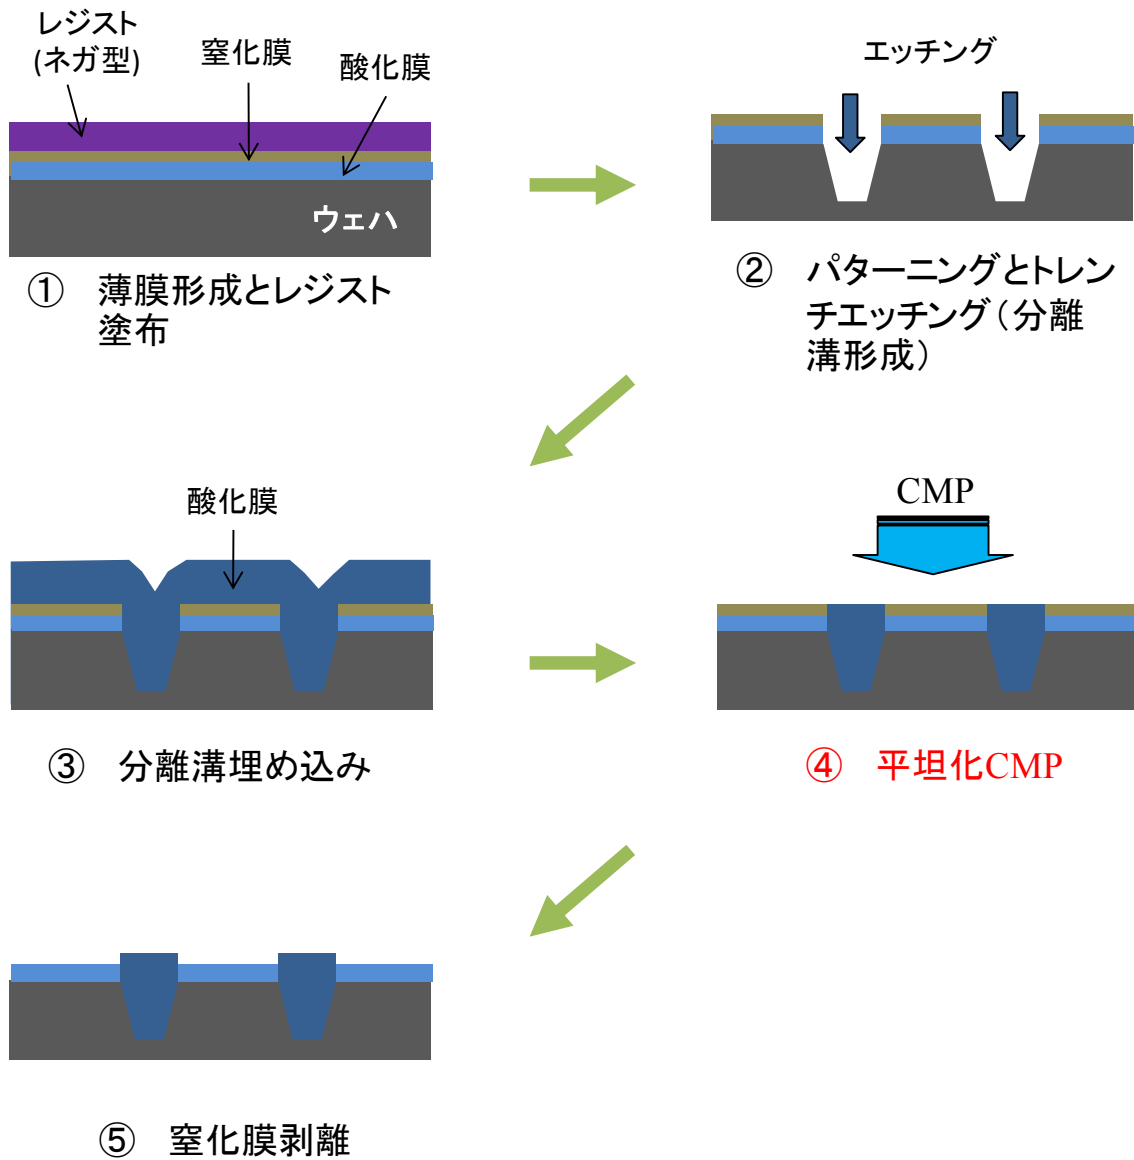 レジスト
(ネガ型)
窒化膜
酸化膜
ウェハ
① 薄膜形成とレジスト
塗布
エッチング
② パターニングとトレン
チエッチング（分離
溝形成）
酸化膜
③ 分離溝埋め込み
CMP
④ 平坦化CMP
⑤ 窒化膜剥離